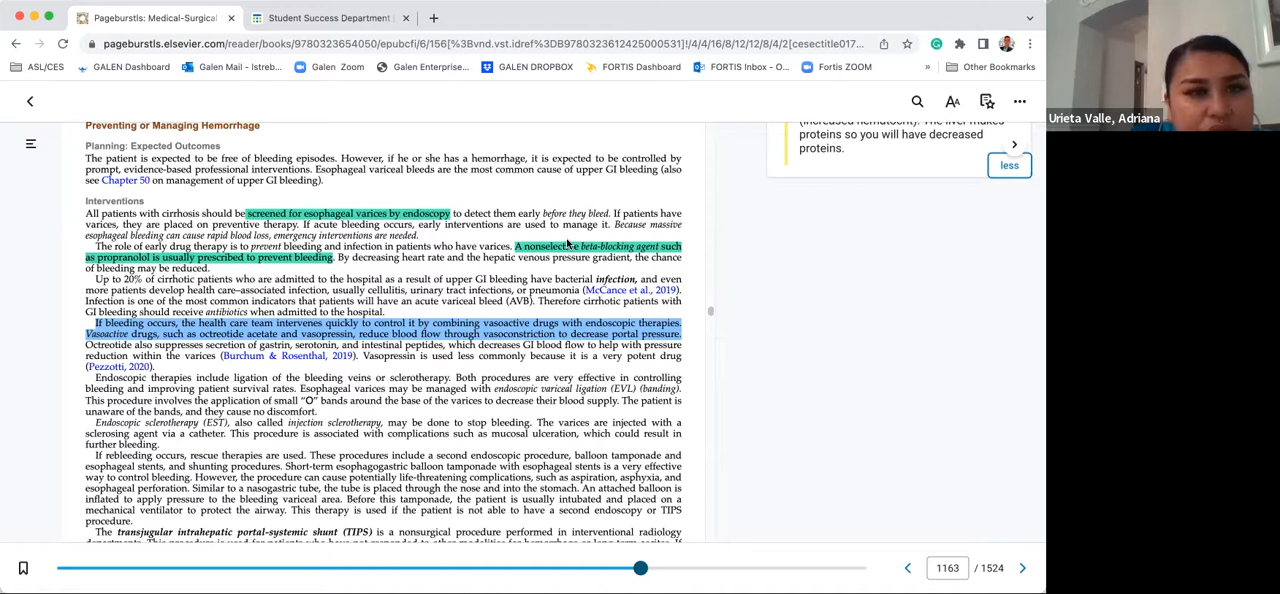 Pageburstls: Medical-Surgical
Student Success Department
pageburstls.elsevier.com/reader/books/9780323654050/epubcfi/6/156[%3Bvnd.vst.idref%3DB9780323612425000531]!/4/4/16/8/12/12/8/4/2[cesectitle017...
ASL/CES
GALEN Dashboard
Galen Mail - Istreb...
Galen Zoom
Galen Enterprise...
GALEN DROPBOX
FORTIS Dashboard
FORTIS Inbox - O...
Fortis ZOOM
»
Other Bookmarks
Preventing or Managing Hemorrhage
Planning: Expected Outcomes
The patient is expected to be free of bleeding episodes. However, if he or she has a hemorrhage, it is expected to be controlled by
prompt, evidence-based professional interventions. Esophageal variceal bleeds are the most common cause of upper GI bleeding (also
see Chapter 50 on management of upper GI bleeding).
Interventions
All patients with cirrhosis should be screened for esophageal varices by endoscopy to detect them early before they bleed. If patients have
varices, they are placed on preventive therapy. If acute bleeding occurs, early interventions are used to manage it. Because massive
esophageal bleeding can cause rapid blood loss, emergency interventions are needed.
The role of early drug therapy is to prevent bleeding and infection in patients who have varices. A nonselective beta-blocking agent such
as propranolol is usually prescribed to prevent bleeding. By decreasing heart rate and the hepatic venous pressure gradient, the chance
of bleeding may be reduced.
Up to 20% of cirrhotic patients who are admitted to the hospital as a result of upper GI bleeding have bacterial infection, and even
more patients develop health care–associated infection, usually cellulitis, urinary tract infections, or pneumonia (McCance et al., 2019).
Infection is one of the most common indicators that patients will have an acute variceal bleed (AVB). Therefore cirrhotic patients with
GI bleeding should receive antibiotics when admitted to the hospital.
If bleeding occurs, the health care team intervenes quickly to control it by combining vasoactive drugs with endoscopic therapies.
Vasoactive drugs, such as octreotide acetate and vasopressin, reduce blood flow through vasoconstriction to decrease portal pressure.
Octreotide also suppresses secretion of gastrin, serotonin, and intestinal peptides, which decreases GI blood flow to help with pressure
reduction within the varices (Burchum & Rosenthal, 2019). Vasopressin is used less commonly because it is a very potent drug
(Pezzotti, 2020).
Endoscopic therapies include ligation of the bleeding veins or sclerotherapy. Both procedures are very effective in controlling
bleeding and improving patient survival rates. Esophageal varices may be managed with endoscopic variceal ligation (EVL) (banding).
This procedure involves the application of small "O" bands around the base of the varices to decrease their blood supply. The patient is
unaware of the bands, and they cause no discomfort.
Endoscopic sclerotherapy (EST), also called injection sclerotherapy, may be done to stop bleeding. The varices are injected with a
sclerosing agent via a catheter. This procedure is associated with complications such as mucosal ulceration, which could result in
further bleeding.
If rebleeding occurs, rescue therapies are used. These procedures include a second endoscopic procedure, balloon tamponade and
esophageal stents, and shunting procedures. Short-term esophagogastric balloon tamponade with esophageal stents is a very effective
way to control bleeding. However, the procedure can cause potentially life-threatening complications, such as aspiration, asphyxia, and
esophageal perforation. Similar to a nasogastric tube, the tube is placed through the nose and into the stomach. An attached balloon is
inflated to apply pressure to the bleeding variceal area. Before this tamponade, the patient is usually intubated and placed on a
mechanical ventilator to protect the airway. This therapy is used if the patient is not able to have a second endoscopy or TIPS
procedure.
The transjugular intrahepatic portal-systemic shunt (TIPS) is a nonsurgical procedure performed in interventional radiology
(increased hematocrit). The liver makes
proteins so you will have decreased
proteins.
less
1163 / 1524
Urieta Valle, Adriana